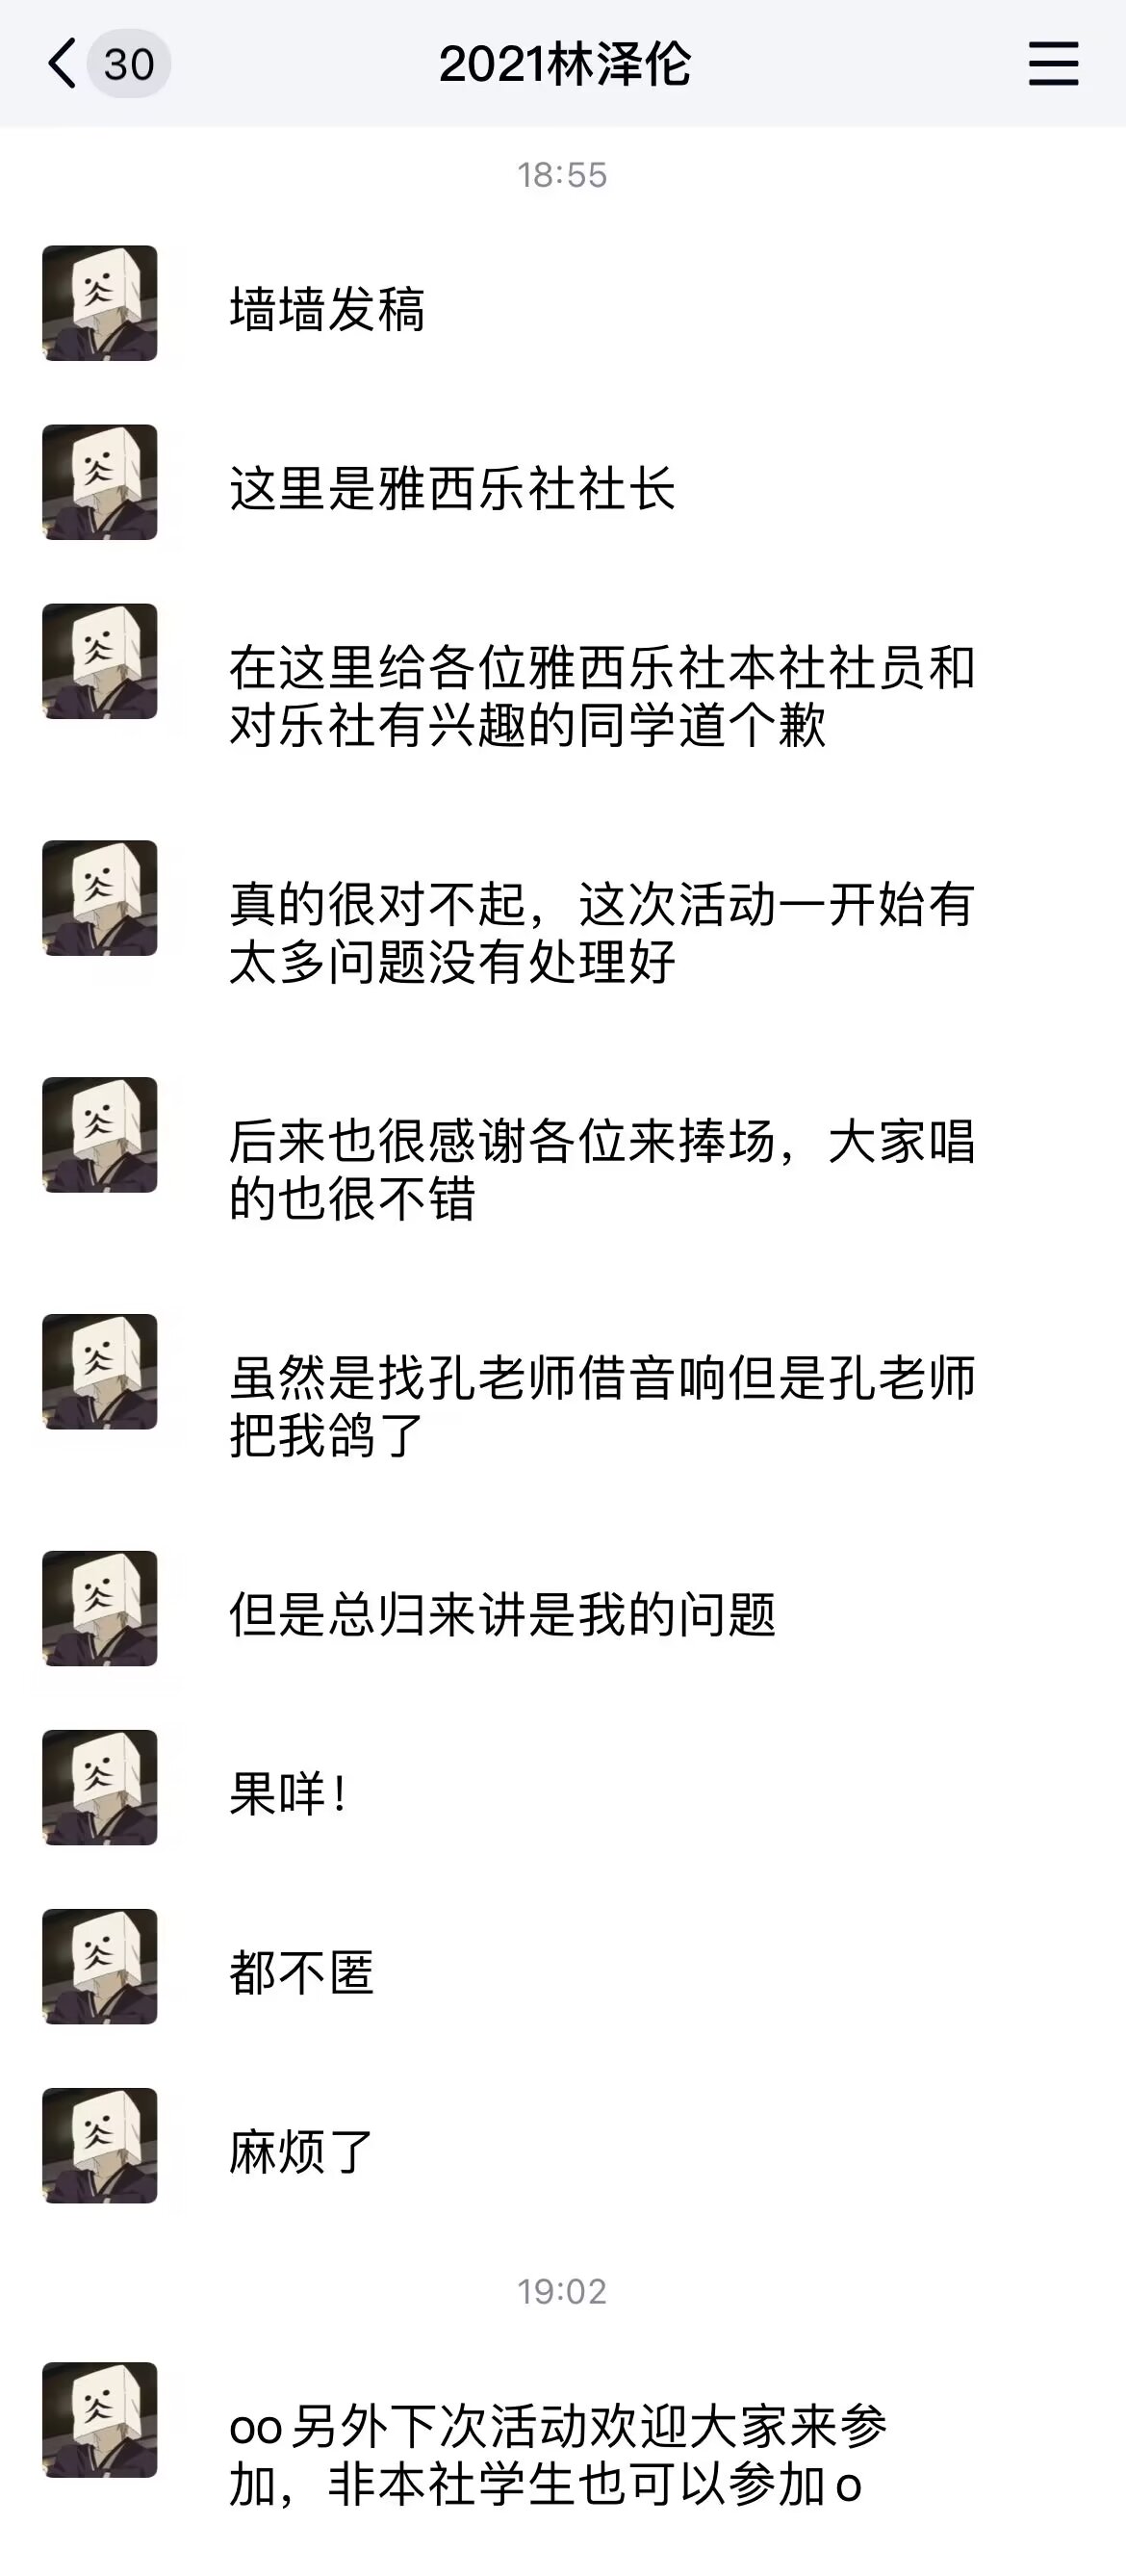 30
2021林泽伦
18:55
墙墙发稿
这里是雅西乐社社长
在这里给各位雅西乐社本社社员和
对乐社有兴趣的同学道个歉
真的很对不起，这次活动一开始有
太多问题没有处理好
后来也很感谢各位来捧场，大家唱
的也很不错
虽然是找孔老师借音响但是孔老师
把我鸽了
但是总归来讲是我的问题
果咩！
都不匿
麻烦了
19:02
oo另外下次活动欢迎大家来参
加，非本社学生也可以参加o